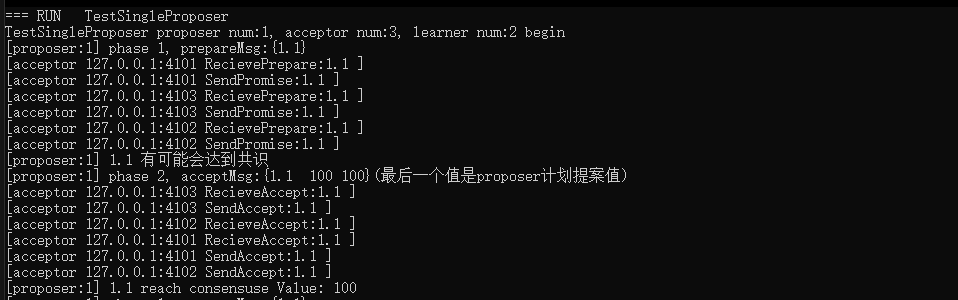 === RUN   TestSingleProposer
TestSingleProposer proposer num:1, acceptor num:3, learner num:2 begin
[proposer:1] phase 1, prepareMsg:{1.1}
[acceptor 127.0.0.1:4101 RecievePrepare:1.1 ]
[acceptor 127.0.0.1:4101 SendPromise:1.1 ]
[acceptor 127.0.0.1:4103 RecievePrepare:1.1 ]
[acceptor 127.0.0.1:4103 SendPromise:1.1 ]
[acceptor 127.0.0.1:4102 RecievePrepare:1.1 ]
[acceptor 127.0.0.1:4102 SendPromise:1.1 ]
[proposer:1] 1.1 有可能会达到共识
[proposer:1] phase 2, acceptMsg:{1.1  100 100}(最后一个值是proposer计划提案值)
[acceptor 127.0.0.1:4103 RecieveAccept:1.1 ]
[acceptor 127.0.0.1:4103 SendAccept:1.1 ]
[acceptor 127.0.0.1:4102 RecieveAccept:1.1 ]
[acceptor 127.0.0.1:4101 RecieveAccept:1.1 ]
[acceptor 127.0.0.1:4101 SendAccept:1.1 ]
[acceptor 127.0.0.1:4102 SendAccept:1.1 ]
[proposer:1] 1.1 reach consensuse Value: 100